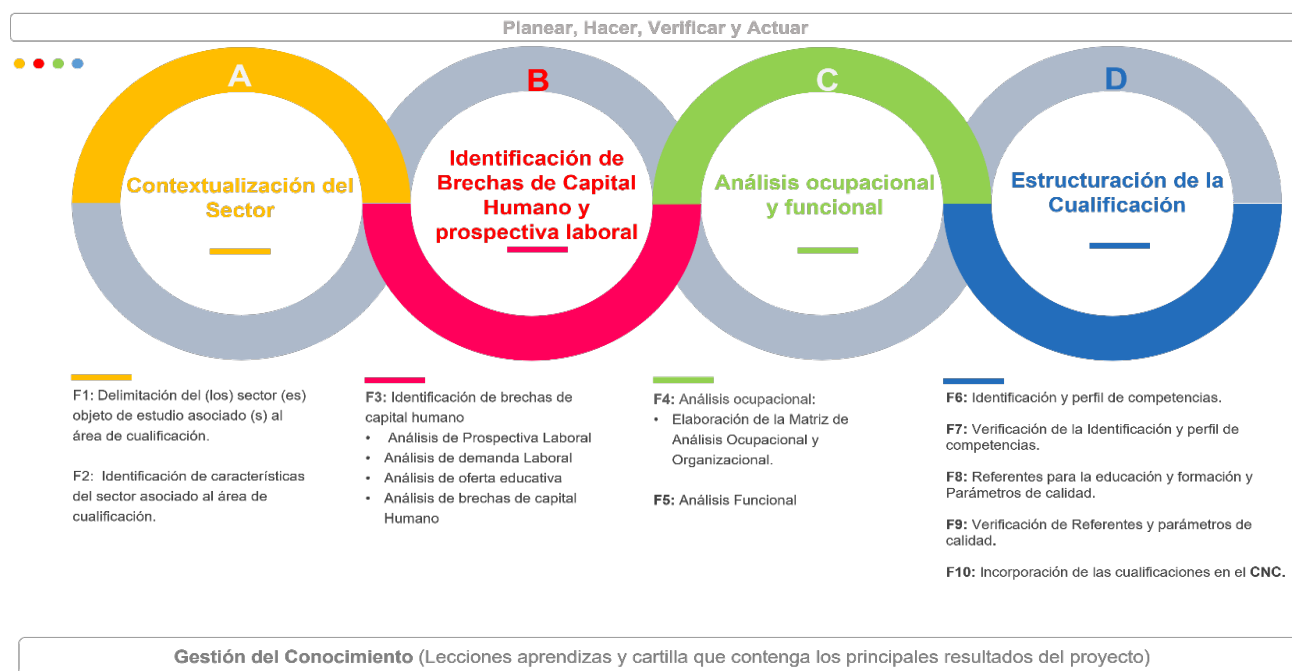 Planear, Hacer, Verificar y Actuar
A
B
C
D
Contextualización del
Sector
Identificación de
Brechas de Capital
Humano y
prospectiva laboral
Análisis ocupacional
y funcional
Estructuración de la
Cualificación
F1: Delimitación del (los) sector (es)
objeto de estudio asociado (s) al
área de cualificación.
F2: Identificación de características
del sector asociado al área de
cualificación.
F3: Identificación de brechas de
capital humano
• Análisis de Prospectiva Laboral
• Análisis de demanda Laboral
• Análisis de oferta educativa
• Análisis de brechas de capital
Humano
F4: Análisis ocupacional:
• Elaboración de la Matriz de
Análisis Ocupacional y
Organizacional.
F5: Análisis Funcional
F6: Identificación y perfil de competencias.
F7: Verificación de la Identificación y perfil de
competencias.
F8: Referentes para la educación y formación y
Parámetros de calidad.
F9: Verificación de Referentes y parámetros de
calidad.
F10: Incorporación de las cualificaciones en el CNC.
Gestión del Conocimiento (Lecciones aprendizas y cartilla que contenga los principales resultados del proyecto)